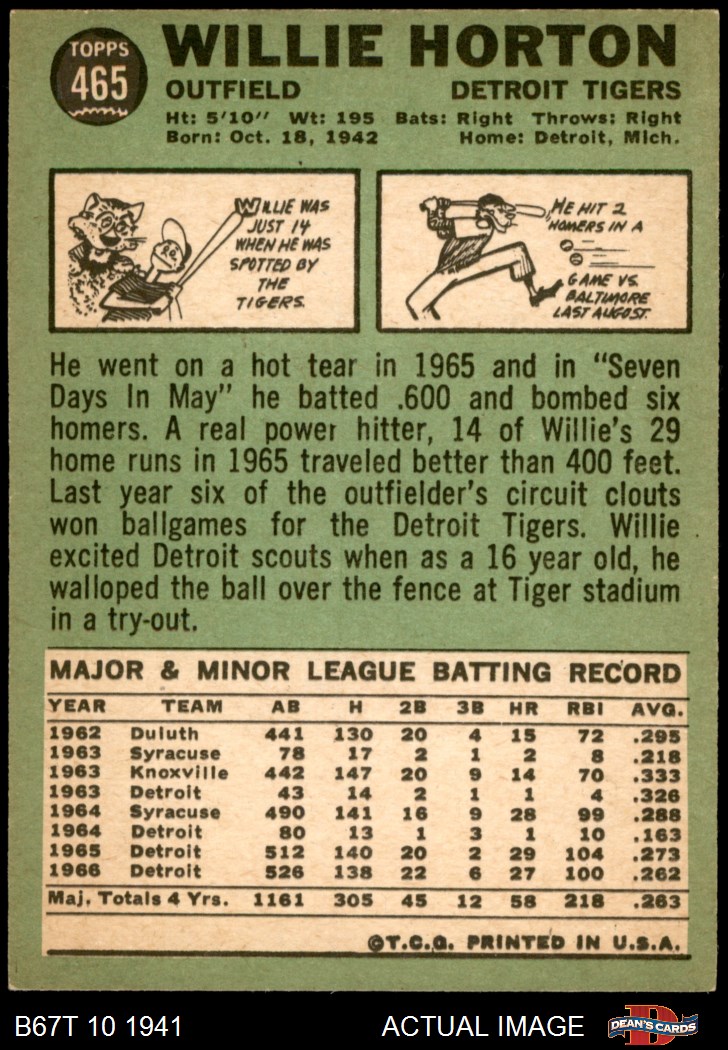 TOPPS
465
WILLIE HORTON
OUTFIELD DETROIT TIGERS
Ht: 5'10" Wt: 195 Bats: Right Throws: Right
Born: Oct. 18, 1942 Home: Detroit, Mich.
WILLIE WAS
JUST 14
WHEN HE WAS
SPOTTED BY
THE
TIGERS.
HE HIT 2
HOMERS IN A
GAME VS.
BALTIMORE
LAST AUGUST.
He went on a hot tear in 1965 and in "Seven
Days In May" he batted .600 and bombed six
homers. A real power hitter, 14 of Willie's 29
home runs in 1965 traveled better than 400 feet.
Last year six of the outfielder's circuit clouts
won ballgames for the Detroit Tigers. Willie
excited Detroit scouts when as a 16 year old, he
walloped the ball over the fence at Tiger stadium
in a try-out.
MAJOR & MINOR LEAGUE BATTING RECORD
YEAR TEAM AB H 2B 3B HR RBI AVG.
1962 Duluth 441 130 20 4 15 72 .295
1963 Syracuse 78 17 2 1 2 8 .218
1963 Knoxville 442 147 20 9 14 70 .333
1963 Detroit 43 14 2 1 1 4 .326
1964 Syracuse 490 141 16 9 28 99 .288
1964 Detroit 80 13 1 3 1 10 .163
1965 Detroit 512 140 20 2 29 104 .273
1966 Detroit 526 138 22 6 27 100 .262
Maj. Totals 4 Yrs. 1161 305 45 12 58 218 .263
©T.C.G. PRINTED IN U.S.A.
B67T 10 1941 ACTUAL IMAGE DEAN'S CARDS